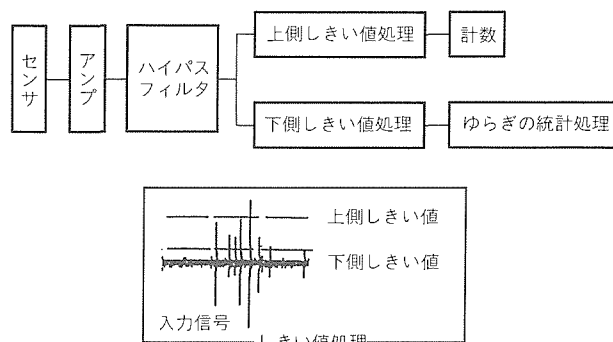 センサ
アンプ
ハイパス
フィルタ
上側しきい値処理
計数
下側しきい値処理
ゆらぎの統計処理
上側しきい値
下側しきい値
入力信号
しきい値処理